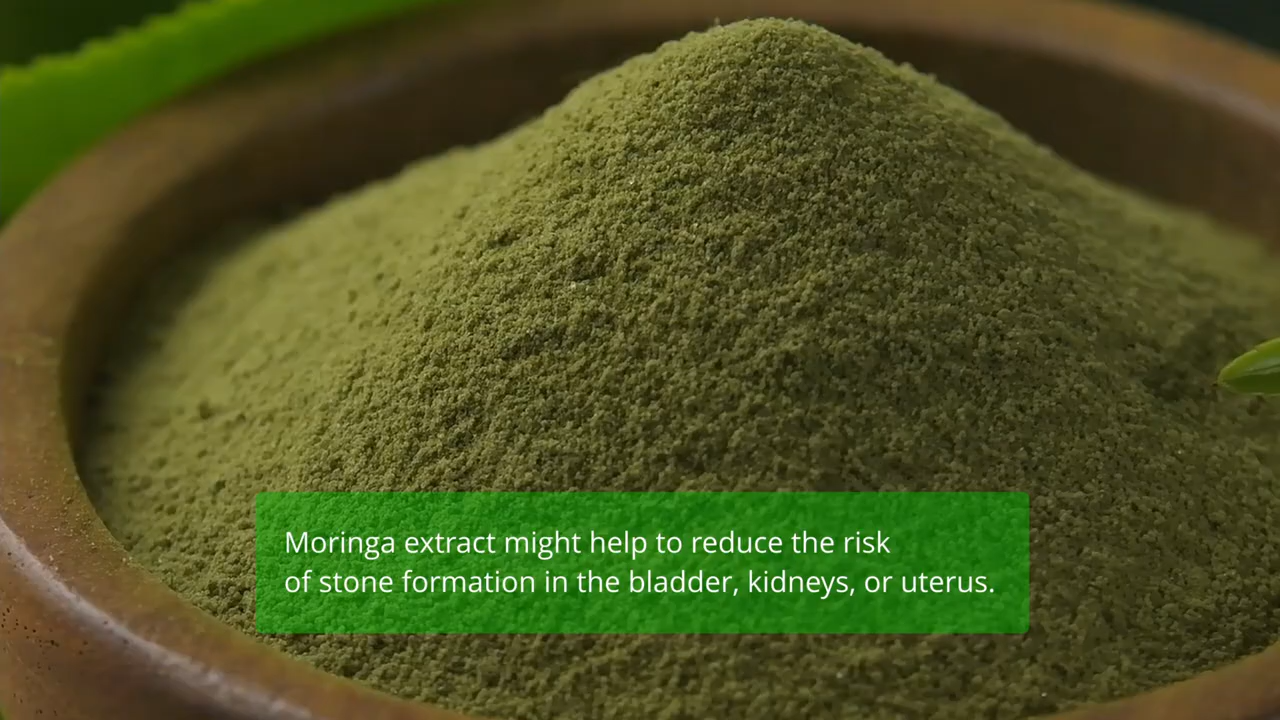 Moringa extract might help to reduce the risk
of stone formation in the bladder, kidneys, or uterus.